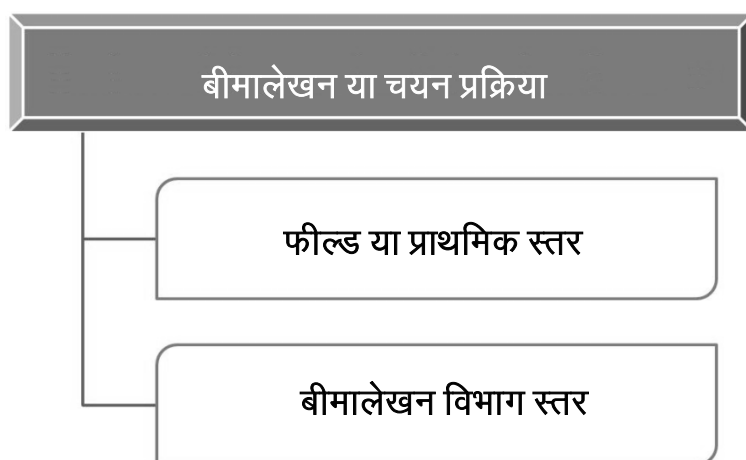 बीमालेखन या चयन प्रक्रिया
फील्ड या प्राथमिक स्तर
बीमालेखन विभाग स्तर